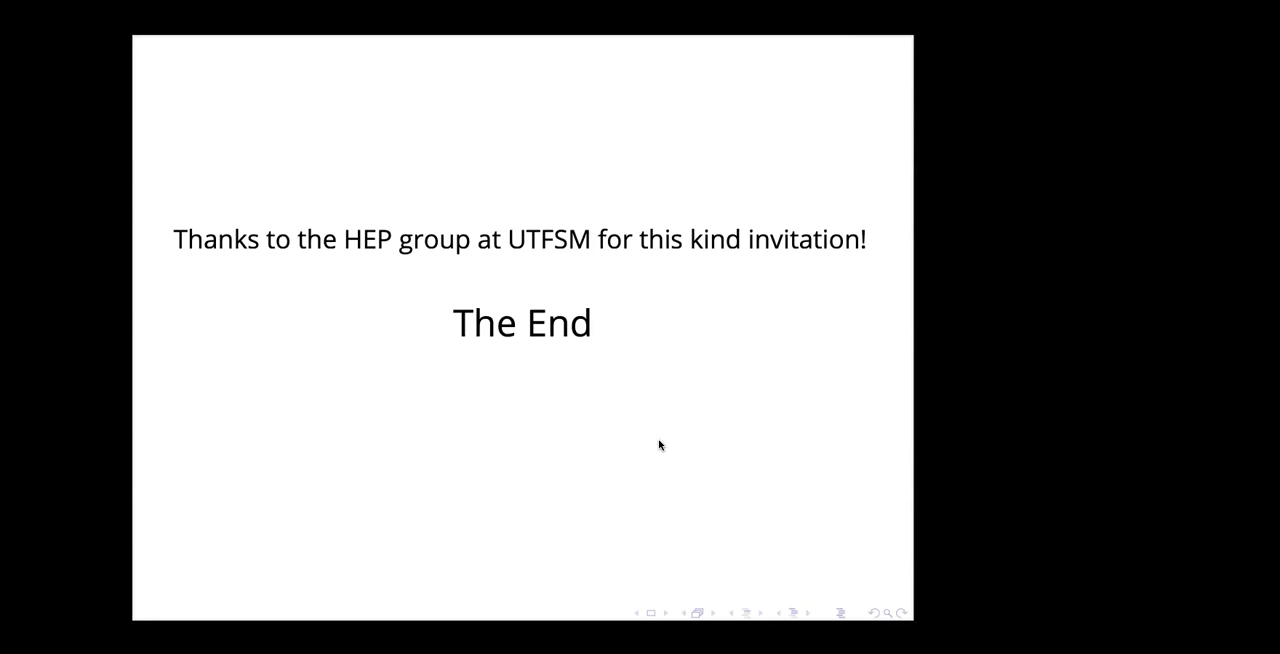 Thanks to the HEP group at UTFSM for this kind invitation!
The End